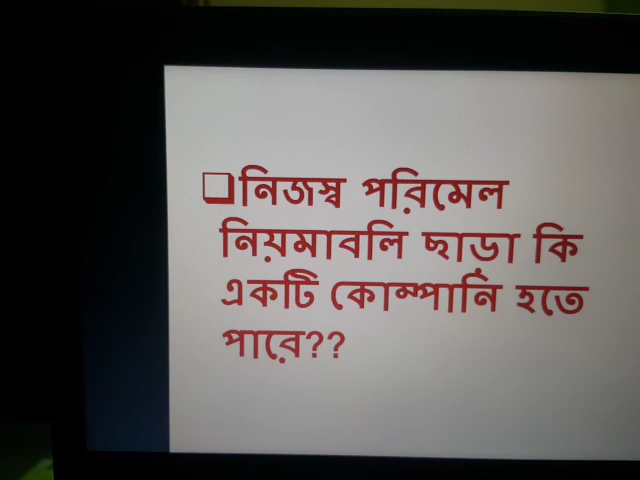 ❑নিজস্ব পরিমেল
নিয়মাবলি ছাড়া কি
একটি কোম্পানি হতে
পারে??